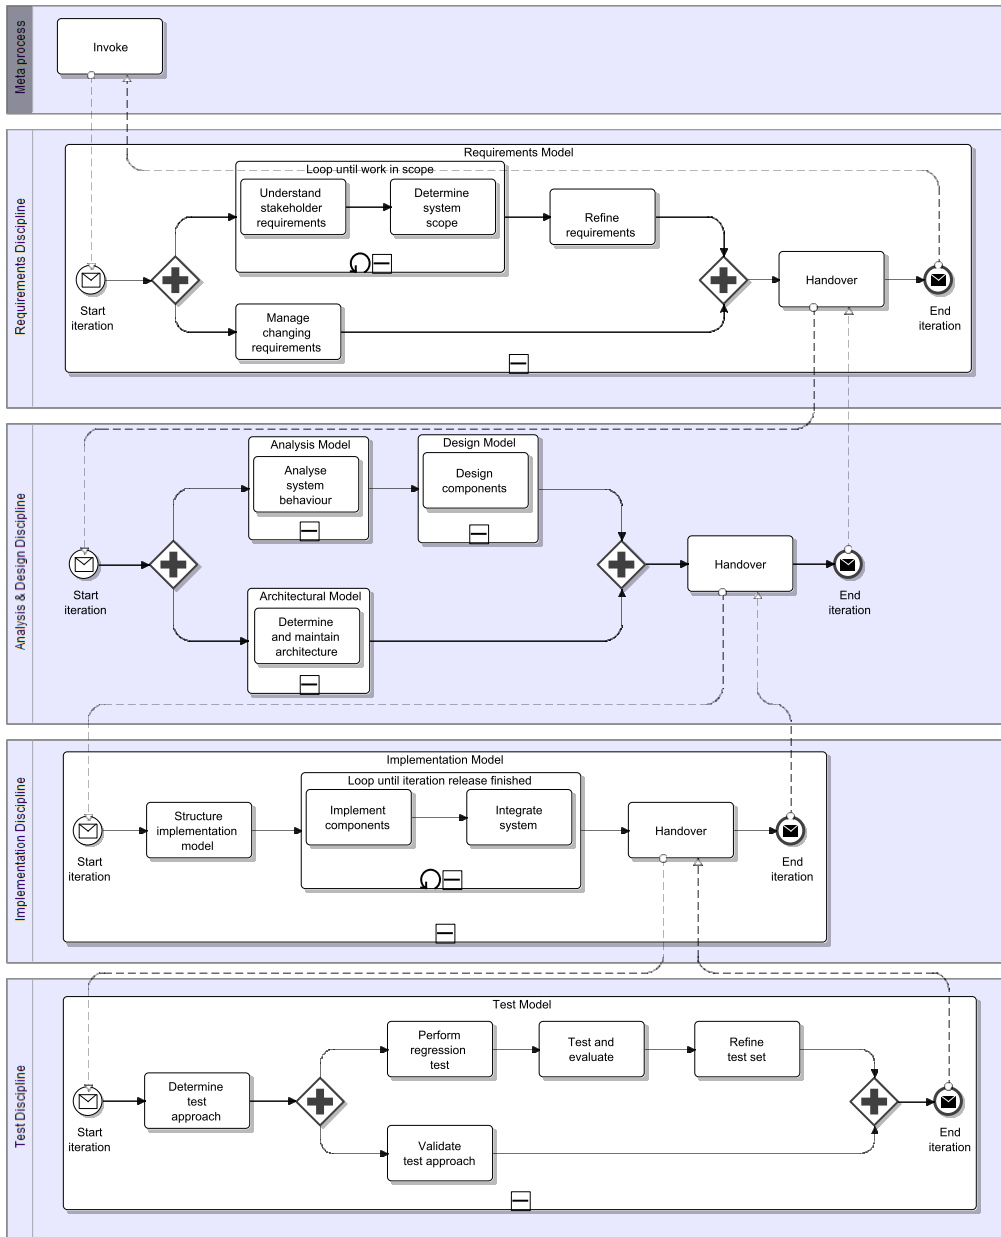 Meta process
Invoke
Requirements Discipline
Requirements Model
Loop until work in scope
Understand
stakeholder
requirements
Determine
system
scope
Refine
requirements
Start
iteration
Manage
changing
requirements
Handover
End
iteration
Analysis & Design Discipline
Analysis Model
Analyse
system
behaviour
Design Model
Design
components
Start
iteration
Architectural Model
Determine
and maintain
architecture
Handover
End
iteration
Implementation Discipline
Implementation Model
Loop until iteration release finished
Structure
implementation
model
Implement
components
Integrate
system
Handover
Start
iteration
End
iteration
Test Discipline
Test Model
Perform
regression
test
Test and
evaluate
Refine
test set
Determine
test
approach
Start
iteration
Validate
test approach
End
iteration